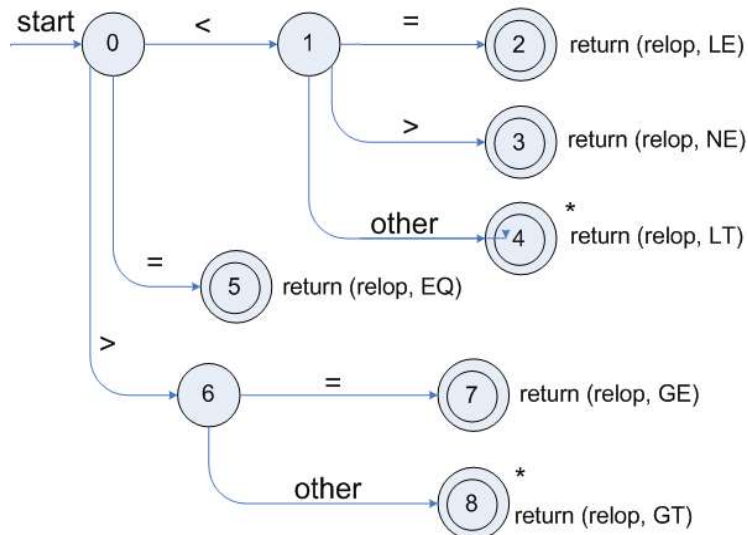 start
0
<
1
=
2
return (relop, LE)
>
3
return (relop, NE)
other
4
*
return (relop, LT)
=
5
return (relop, EQ)
>
6
=
7
return (relop, GE)
other
8
*
return (relop, GT)